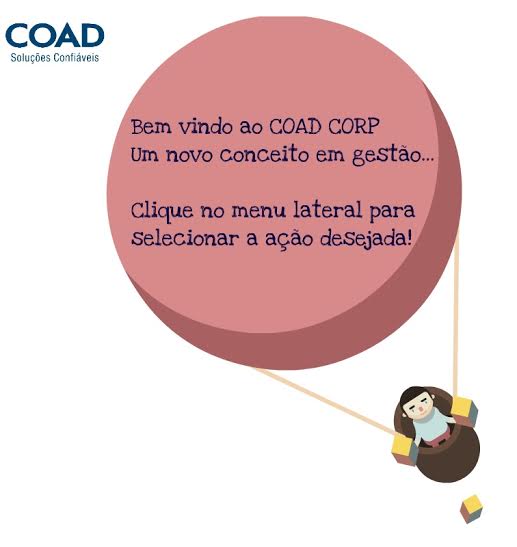 COAD
Soluções Confiáveis
Bem vindo ao COAD CORP
Um novo conceito em gestão...
Clique no menu lateral para
selecionar a ação desejada!